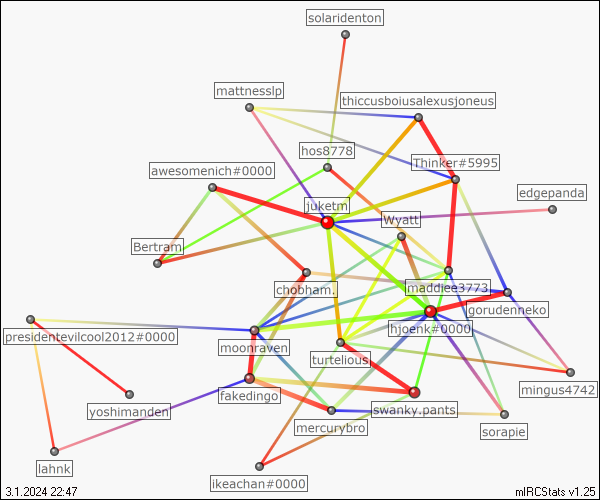 solaridenton
mattnesslp
thiccusboiusalexusjoneus
hos8778
Thinker#5995
awesomenich#0000
edgepanda
juketm
Wyatt
Bertram
chobham.
maddiee3773
gorudenneko
hjoenk#0000
presidentevilcool2012#0000
moonraven
turtelious
mingus4742
fakedingo
swanky.pants
yoshimanden
mercurybro
sorapie
lahnk
ikeachan#0000
3.1.2024 22:47
mIRCStats v1.25